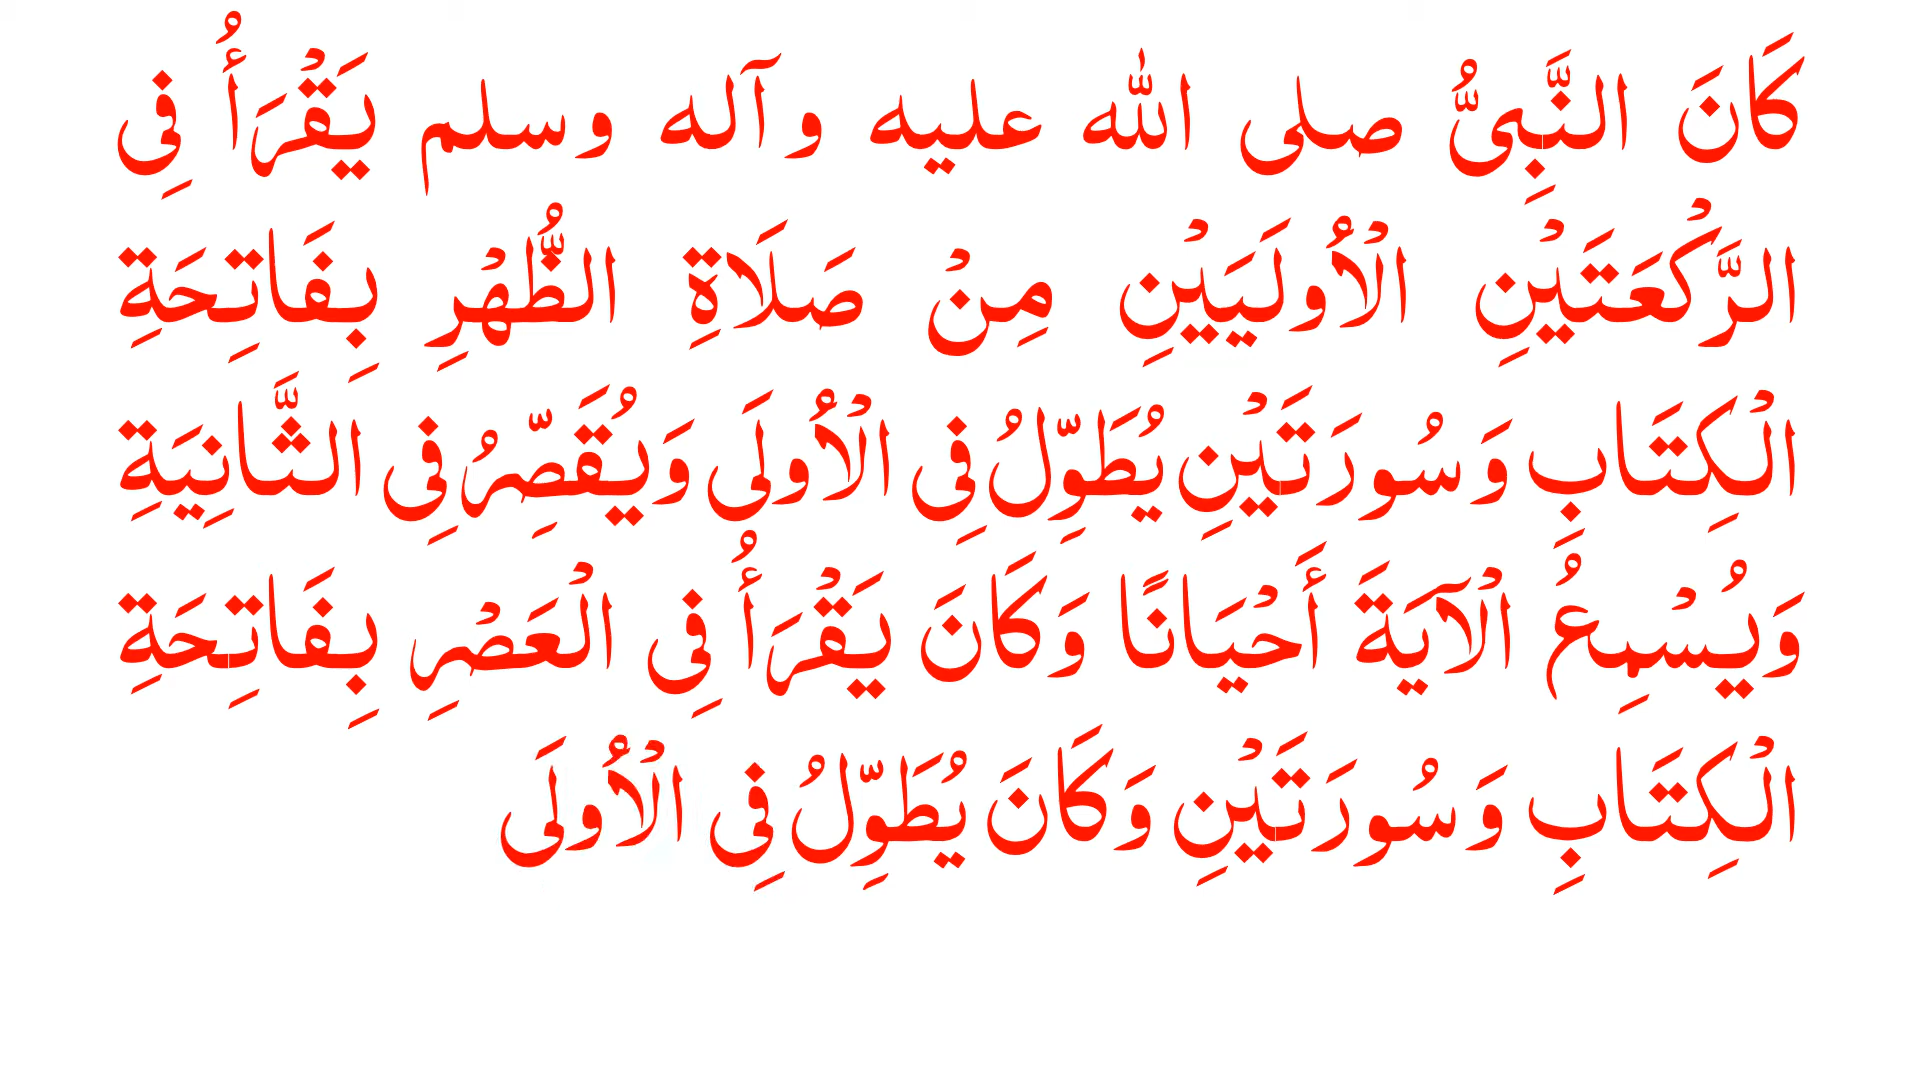 كَانَ النَّبِىُّ صلى الله عليه وآله وسلم يَقْرَأُ فِى
الرَّكْعَتَيْنِ الْأُولَيَيْنِ مِنْ صَلَاةِ الظُّهْرِ بِفَاتِحَةِ
الْكِتَابِ وَسُورَتَيْنِ يُطَوِّلُ فِى الْأُولَى وَيُقَصِّرُ فِى الثَّانِيَةِ
وَيُسْمِعُ الْآيَةَ أَحْيَانًا وَكَانَ يَقْرَأُ فِى الْعَصْرِ بِفَاتِحَةِ
الْكِتَابِ وَسُورَتَيْنِ وَكَانَ يُطَوِّلُ فِى الْأُولَى